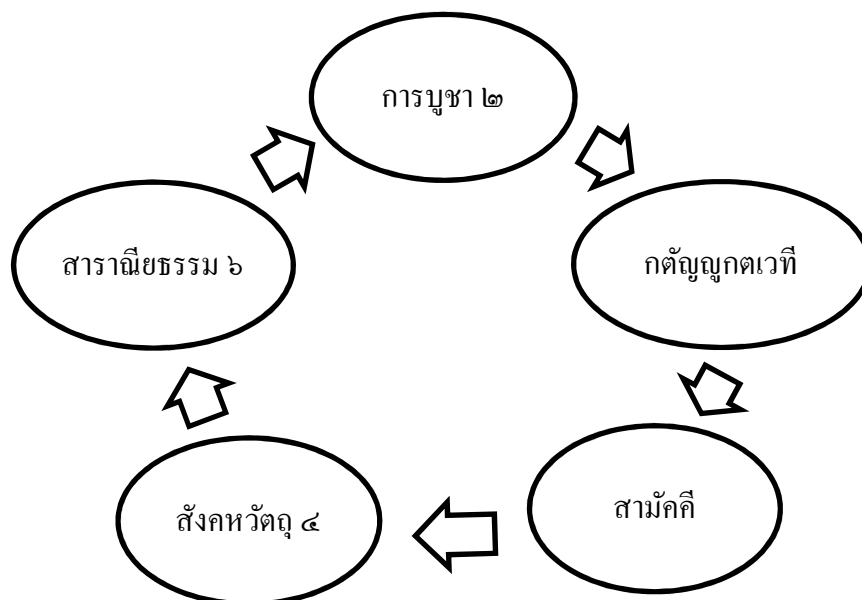 การบูชา ๒
กตัญญูกตเวที
สามัคคี
สังคหวัตถุ ๔
สาราณียธรรม ๖